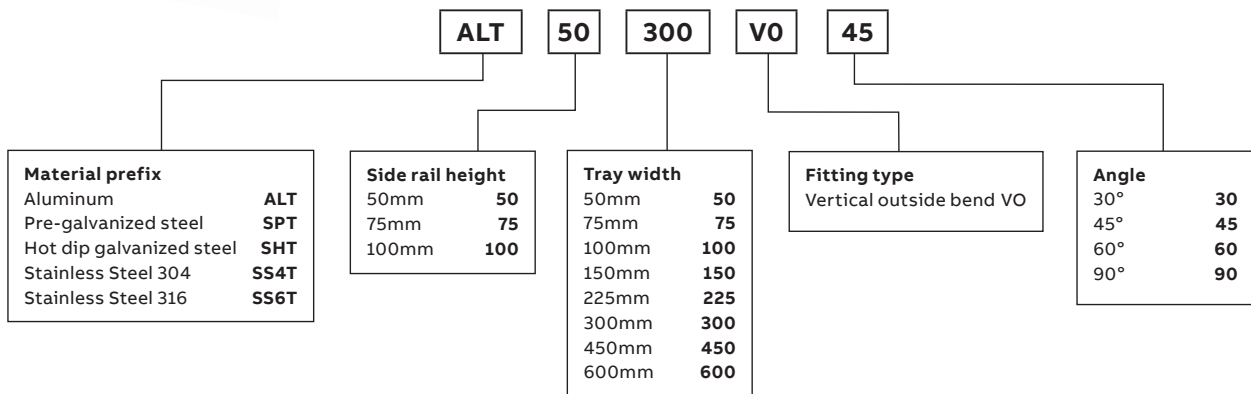 ALT 50 300 V0 45
Material prefix
Aluminum ALT
Pre-galvanized steel SPT
Hot dip galvanized steel SHT
Stainless Steel 304 SS4T
Stainless Steel 316 SS6T
Side rail height
50mm 50
75mm 75
100mm 100
Tray width
50mm 50
75mm 75
100mm 100
150mm 150
225mm 225
300mm 300
450mm 450
600mm 600
Fitting type
Vertical outside bend VO
Angle
30° 30
45° 45
60° 60
90° 90